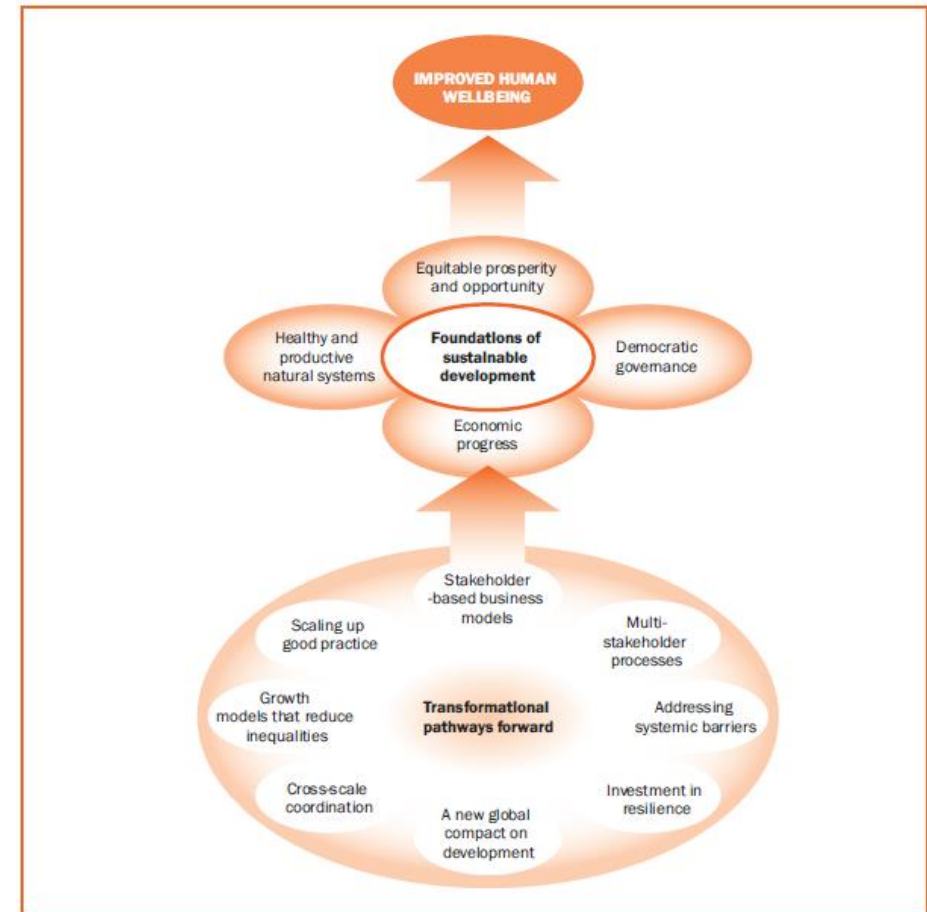 IMPROVED HUMAN
WELLBEING
Equitable prosperity
and opportunity
Healthy and
productive
natural systems
Foundations of
sustainable
development
Democratic
governance
Economic
progress
Stakeholder
-based business
models
Scaling up
good practice
Multi-
stakeholder
processes
Growth
models that reduce
inequalities
Transformational
pathways forward
Addressing
systemic barriers
Cross-scale
coordination
A new global
compact on
development
Investment in
resilience